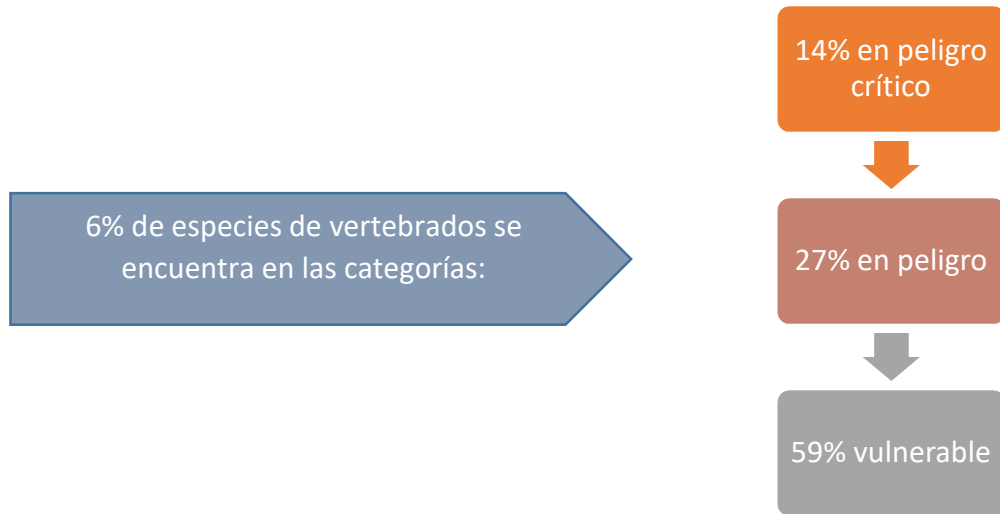 6% de especies de vertebrados se
encuentra en las categorías:
14% en peligro
crítico
27% en peligro
59% vulnerable